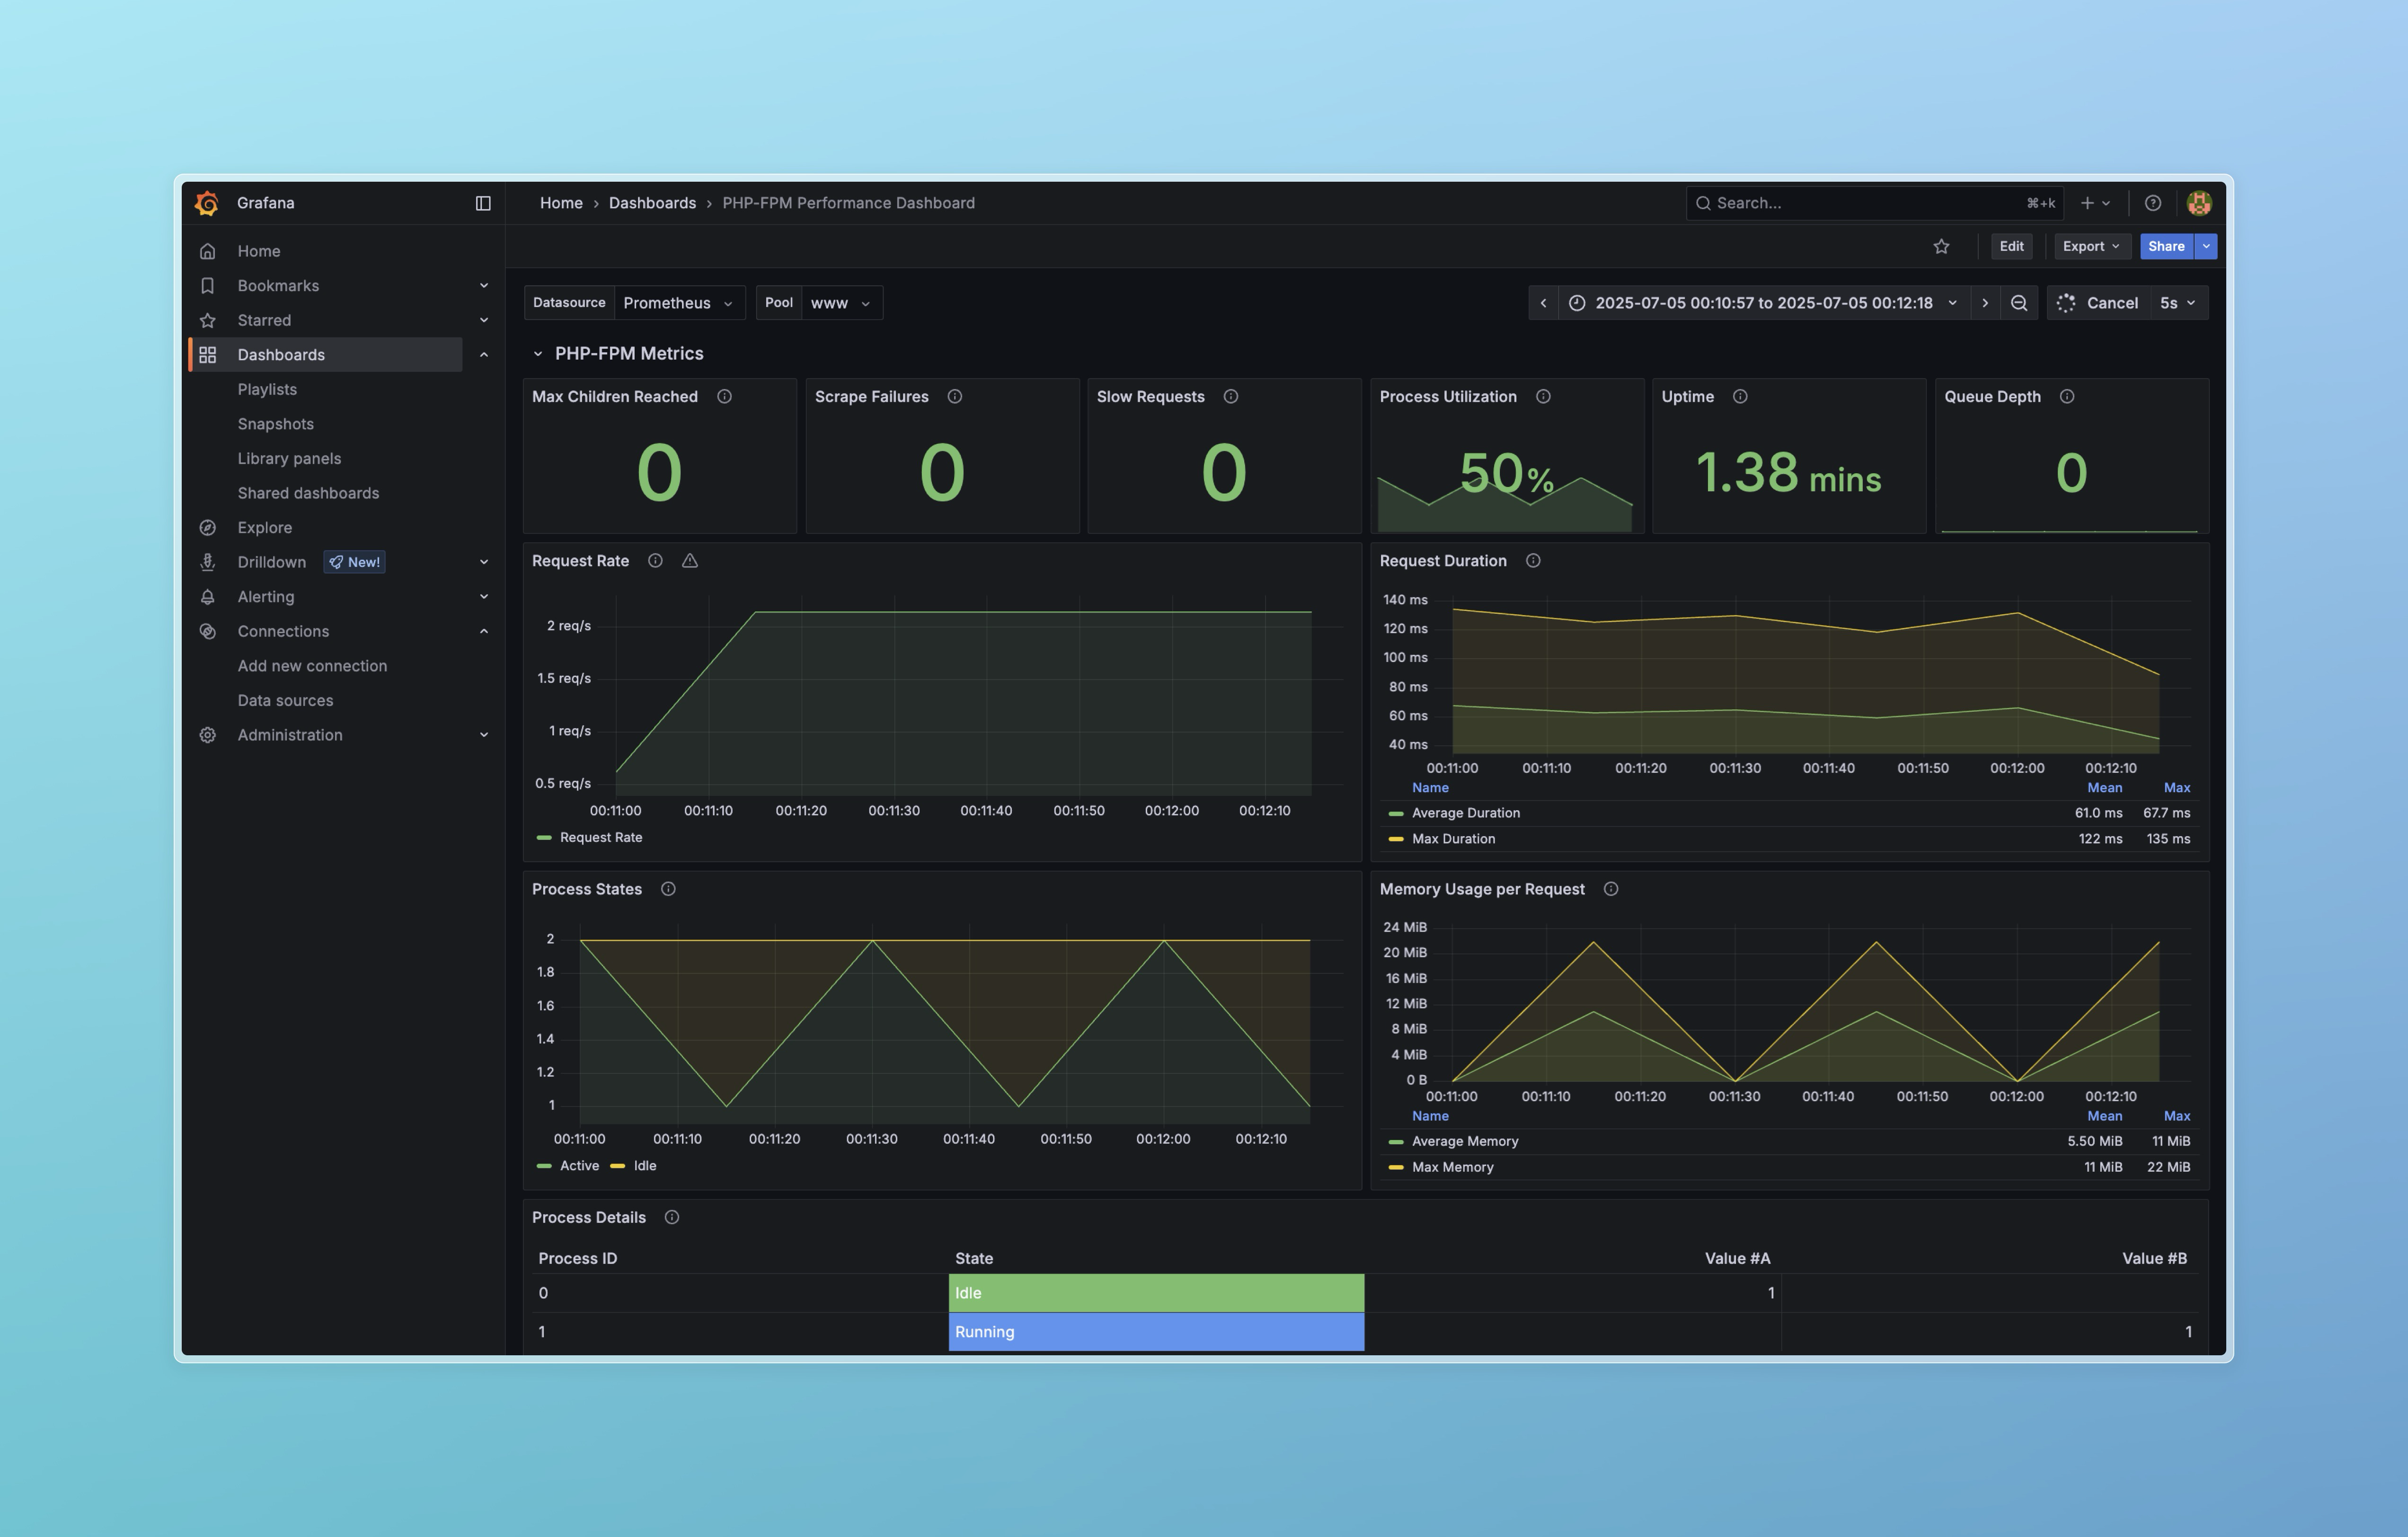 Grafana
Home › Dashboards › PHP-FPM Performance Dashboard
Search... ⌘+k
Edit Export Share
Home
Bookmarks
Starred
Dashboards
Playlists
Snapshots
Library panels
Shared dashboards
Explore
Drilldown New!
Alerting
Connections
Add new connection
Data sources
Administration
Datasource Prometheus Pool www
2025-07-05 00:10:57 to 2025-07-05 00:12:18 Cancel 5s
PHP-FPM Metrics
Max Children Reached
0
Scrape Failures
0
Slow Requests
0
Process Utilization
50%
Uptime
1.38 mins
Queue Depth
0
Request Rate
2 req/s
1.5 req/s
1 req/s
0.5 req/s
00:11:00 00:11:10 00:11:20 00:11:30 00:11:40 00:11:50 00:12:00 00:12:10
Request Rate
Request Duration
140 ms
120 ms
100 ms
80 ms
60 ms
40 ms
00:11:00 00:11:10 00:11:20 00:11:30 00:11:40 00:11:50 00:12:00 00:12:10
Name Mean Max
Average Duration 61.0 ms 67.7 ms
Max Duration 122 ms 135 ms
Process States
2
1.8
1.6
1.4
1.2
1
00:11:00 00:11:10 00:11:20 00:11:30 00:11:40 00:11:50 00:12:00 00:12:10
Active Idle
Memory Usage per Request
24 MiB
20 MiB
16 MiB
12 MiB
8 MiB
4 MiB
0 B
00:11:00 00:11:10 00:11:20 00:11:30 00:11:40 00:11:50 00:12:00 00:12:10
Name Mean Max
Average Memory 5.50 MiB 11 MiB
Max Memory 11 MiB 22 MiB
Process Details
Process ID State Value #A Value #B
0 Idle 1
1 Running 1